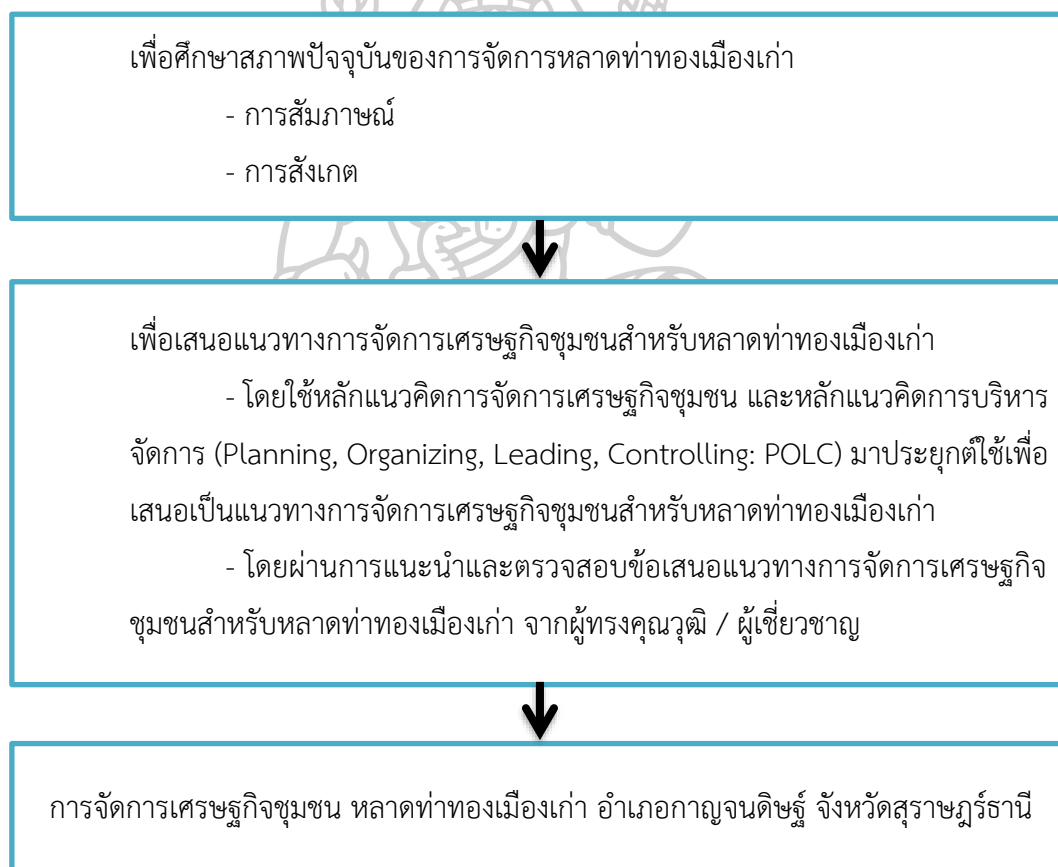 เพื่อศึกษาสภาพปัจจุบันของการจัดการหลาดท่าทองเมืองเก่า
- การสัมภาษณ์
- การสังเกต
เพื่อเสนอแนวทางการจัดการเศรษฐกิจชุมชนสำหรับหลาดท่าทองเมืองเก่า
- โดยใช้หลักแนวคิดการจัดการเศรษฐกิจชุมชน และหลักแนวคิดการบริหาร
จัดการ (Planning, Organizing, Leading, Controlling: POLC) มาประยุกต์ใช้เพื่อ
เสนอเป็นแนวทางการจัดการเศรษฐกิจชุมชนสำหรับหลาดท่าทองเมืองเก่า
- โดยผ่านการแนะนำและตรวจสอบข้อเสนอแนวทางการจัดการเศรษฐกิจ
ชุมชนสำหรับหลาดท่าทองเมืองเก่า จากผู้ทรงคุณวุฒิ / ผู้เชี่ยวชาญ
การจัดการเศรษฐกิจชุมชน หลาดท่าทองเมืองเก่า อำเภอกาญจนดิษฐ์ จังหวัดสุราษฎร์ธานี